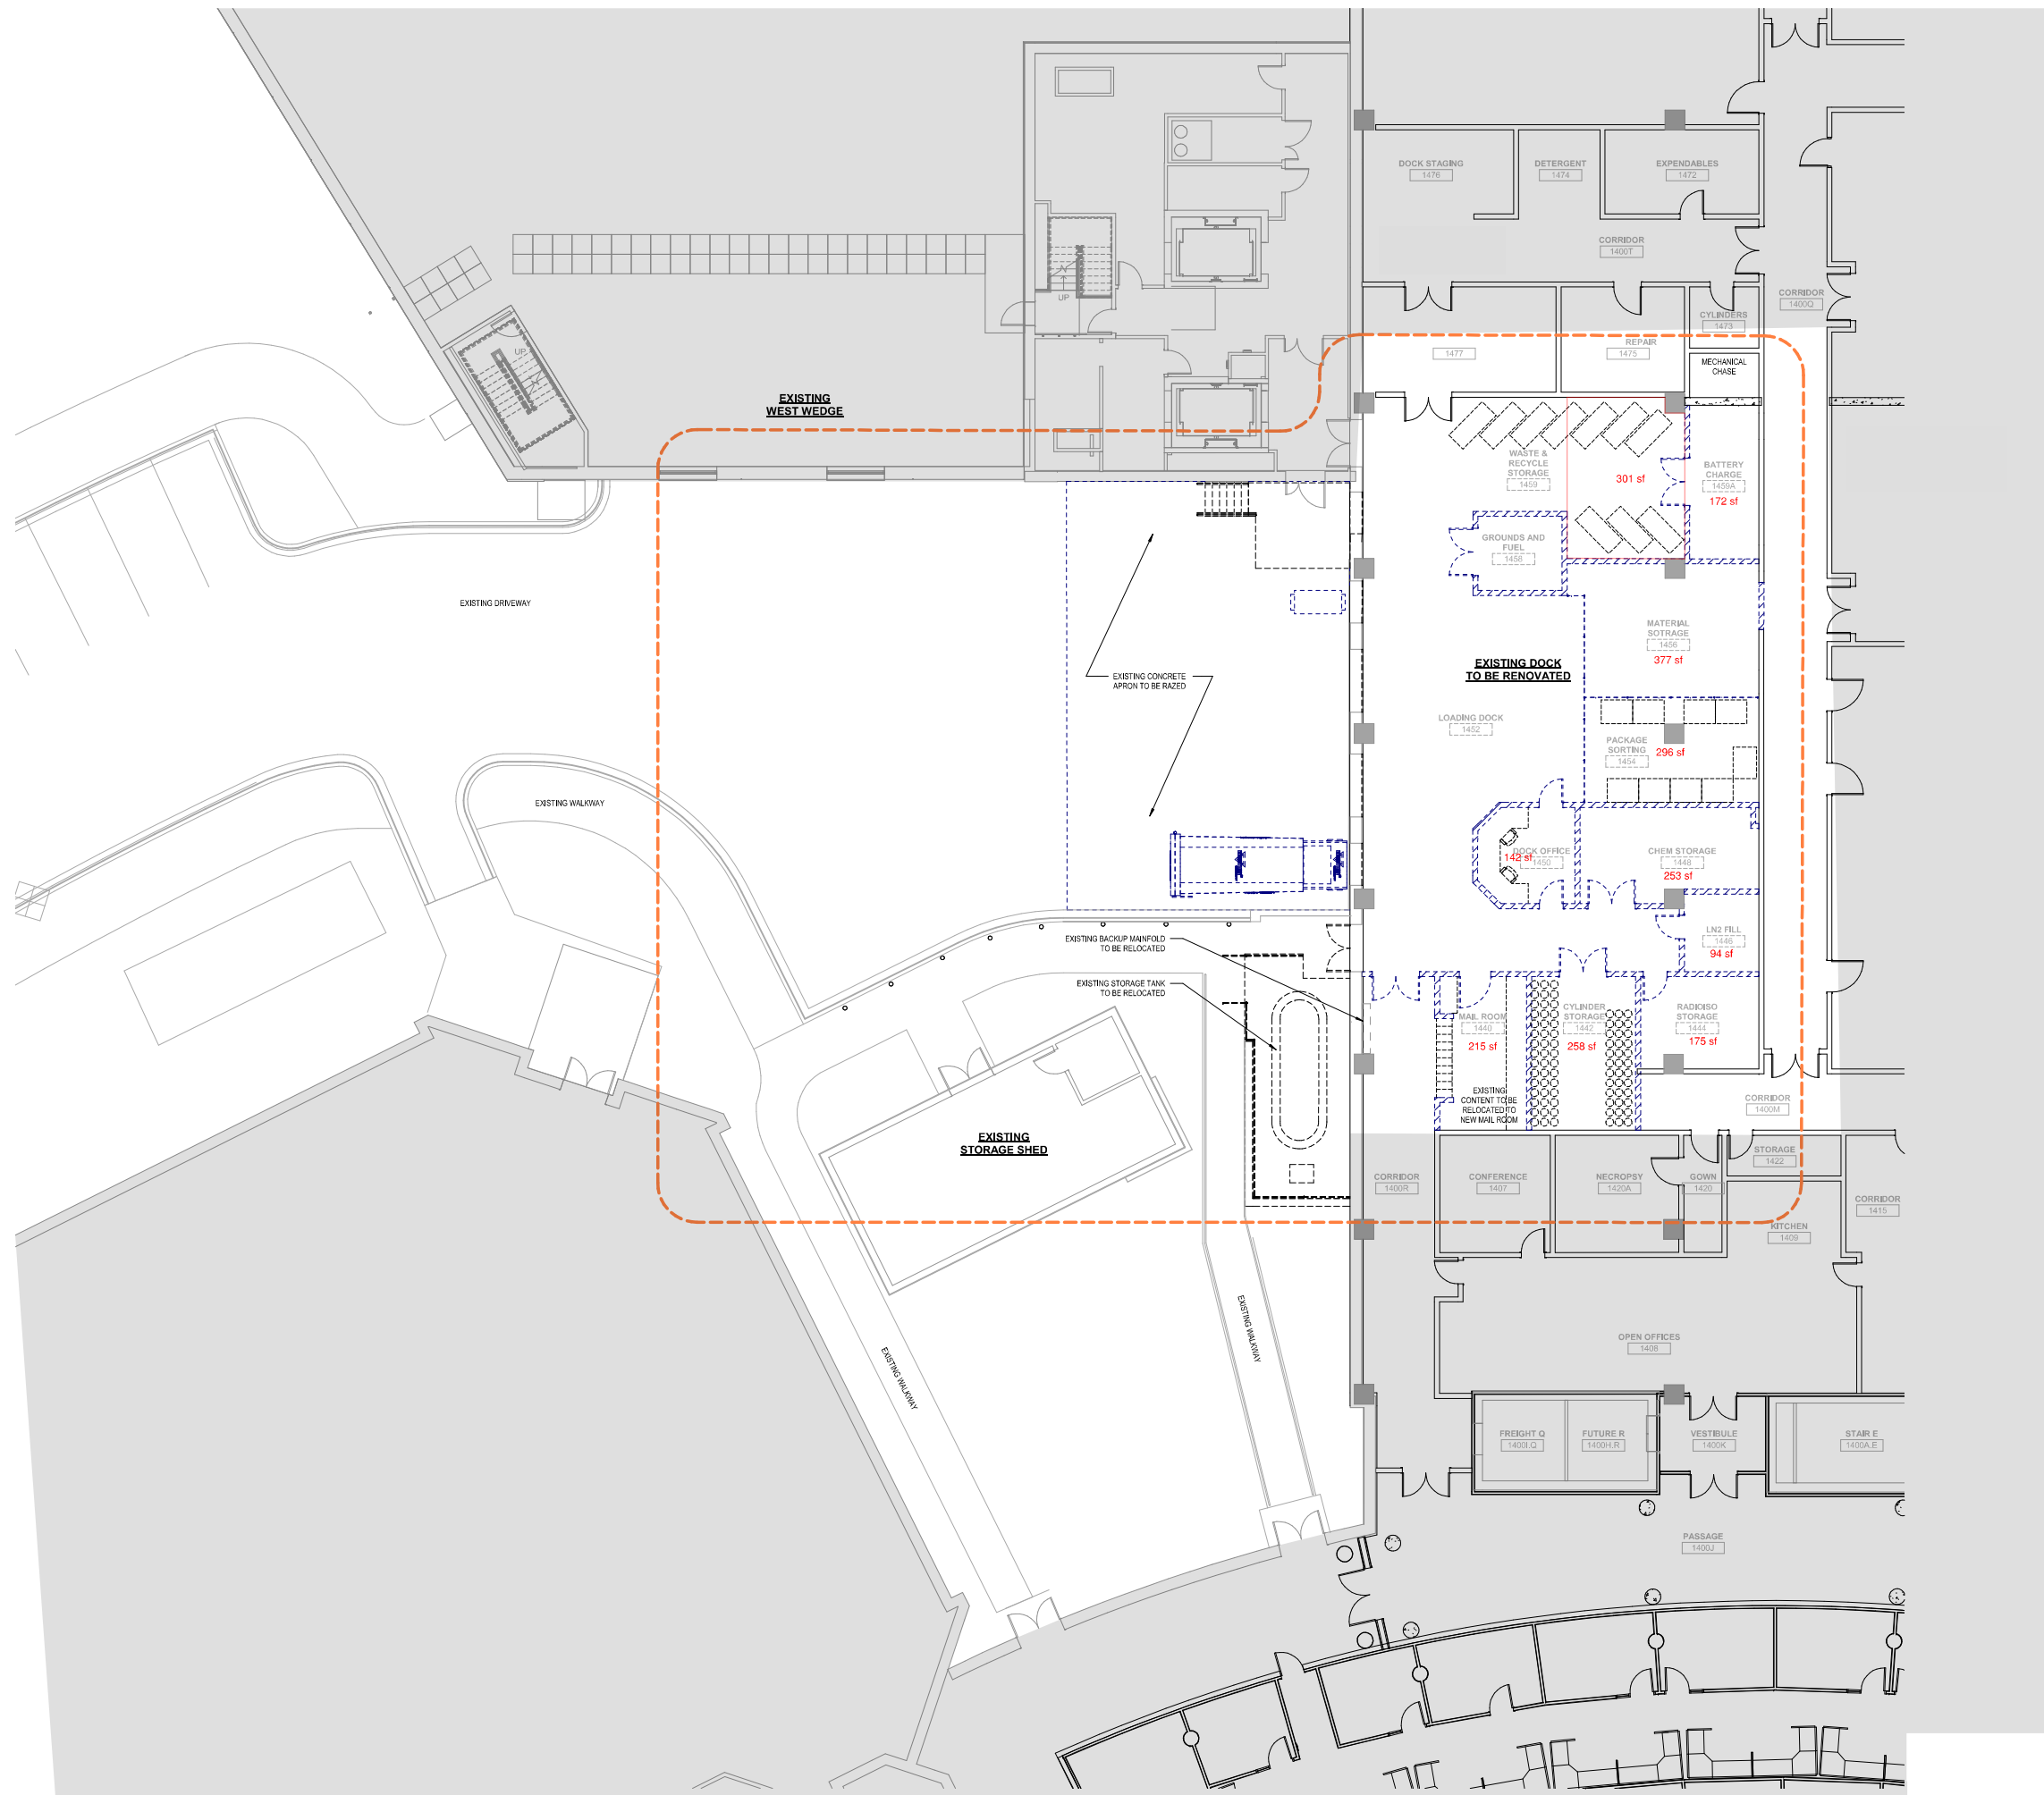 DOCK STAGING
1476
DETERGENT
1474
EXPENDABLES
1472
CORRIDOR
1400T
UP
CORRIDOR
1400Q
CYLINDERS
1473
REPAIR
1475
1477
UP
MECHANICAL
CHASE
EXISTING
WEST WEDGE
WASTE &
RECYCLE
STORAGE
1459
301 sf
BATTERY
CHARGE
1459A
172 sf
GROUNDS AND
FUEL
1458
EXISTING DRIVEWAY
MATERIAL
SOTRAGE
1456
377 sf
EXISTING DOCK
TO BE RENOVATED
EXISTING CONCRETE
APRON TO BE RAZED
LOADING DOCK
1452
PACKAGE
SORTING
1454
296 sf
EXISTING WALKWAY
DOCK OFFICE
1450
142 sf
CHEM STORAGE
1448
253 sf
LN2 FILL
1446
94 sf
EXISTING BACKUP MAINFOLD
TO BE RELOCATED
EXISTING STORAGE TANK
TO BE RELOCATED
MAIL ROOM
1440
215 sf
CYLINDER
STORAGE
1442
258 sf
RADIOISO
STORAGE
1444
175 sf
EXISTING
CONTENT TO BE
RELOCATED TO
NEW MAIL ROOM
CORRIDOR
1400M
EXISTING
STORAGE SHED
STORAGE
1422
CORRIDOR
1400R
CONFERENCE
1407
NECROPSY
1420A
GOWN
1420
CORRIDOR
1415
KITCHEN
1409
EXISTING WALKWAY
EXISTING WALKWAY
OPEN OFFICES
1408
FREIGHT Q
1400I.Q
FUTURE R
1400H.R
VESTIBULE
1400K
STAIR E
1400A.E
PASSAGE
1400J